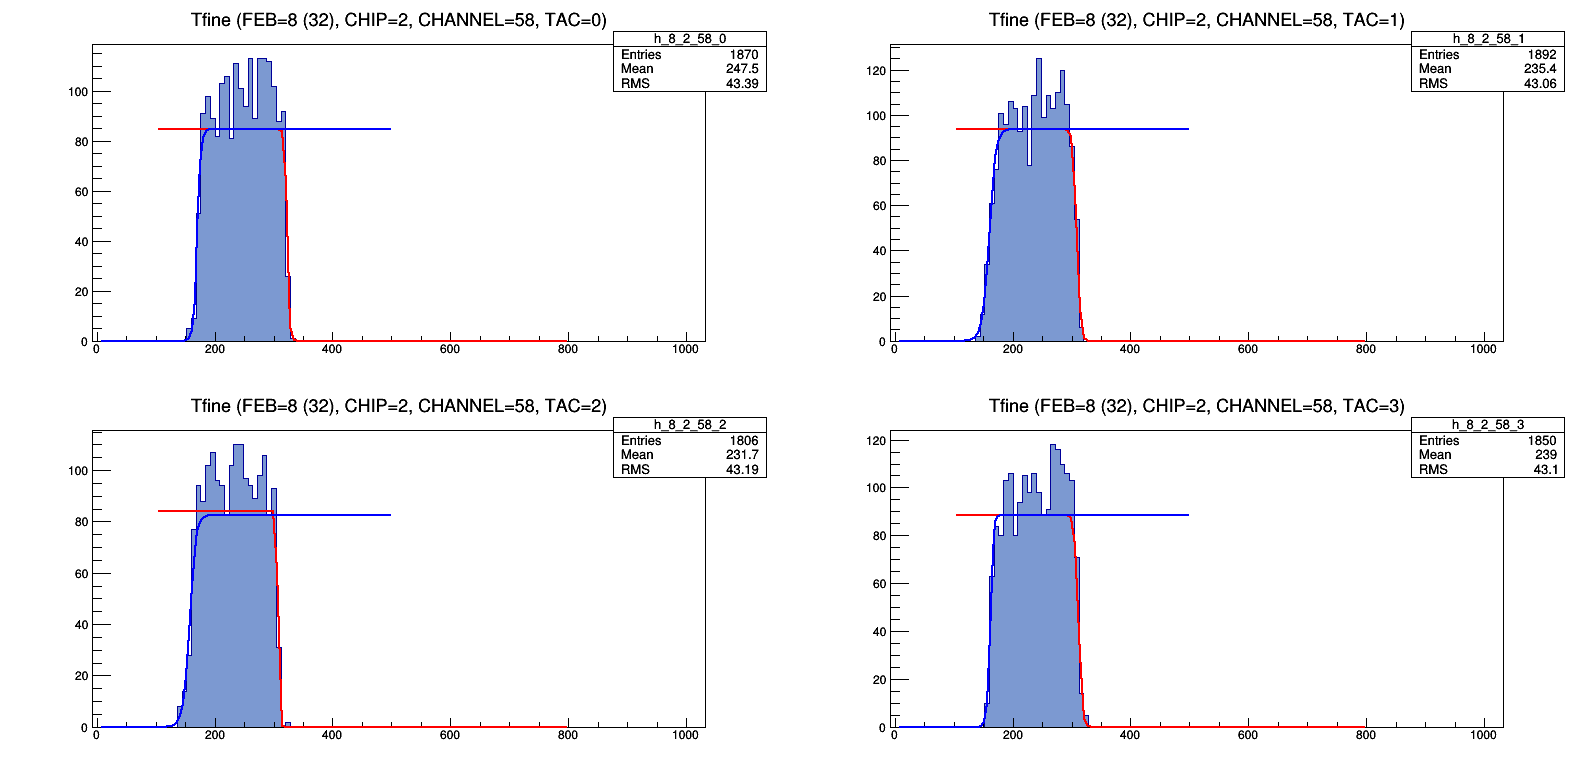 Tfine (FEB=8 (32), CHIP=2, CHANNEL=58, TAC=0)
h_8_2_58_0
Entries 1870
Mean 247.5
RMS 43.39
100
80
60
40
20
0
0 200 400 600 800 1000
Tfine (FEB=8 (32), CHIP=2, CHANNEL=58, TAC=1)
h_8_2_58_1
Entries 1892
Mean 235.4
RMS 43.06
120
100
80
60
40
20
0
0 200 400 600 800 1000
Tfine (FEB=8 (32), CHIP=2, CHANNEL=58, TAC=2)
h_8_2_58_2
Entries 1806
Mean 231.7
RMS 43.19
100
80
60
40
20
0
0 200 400 600 800 1000
Tfine (FEB=8 (32), CHIP=2, CHANNEL=58, TAC=3)
h_8_2_58_3
Entries 1850
Mean 239
RMS 43.1
120
100
80
60
40
20
0
0 200 400 600 800 1000